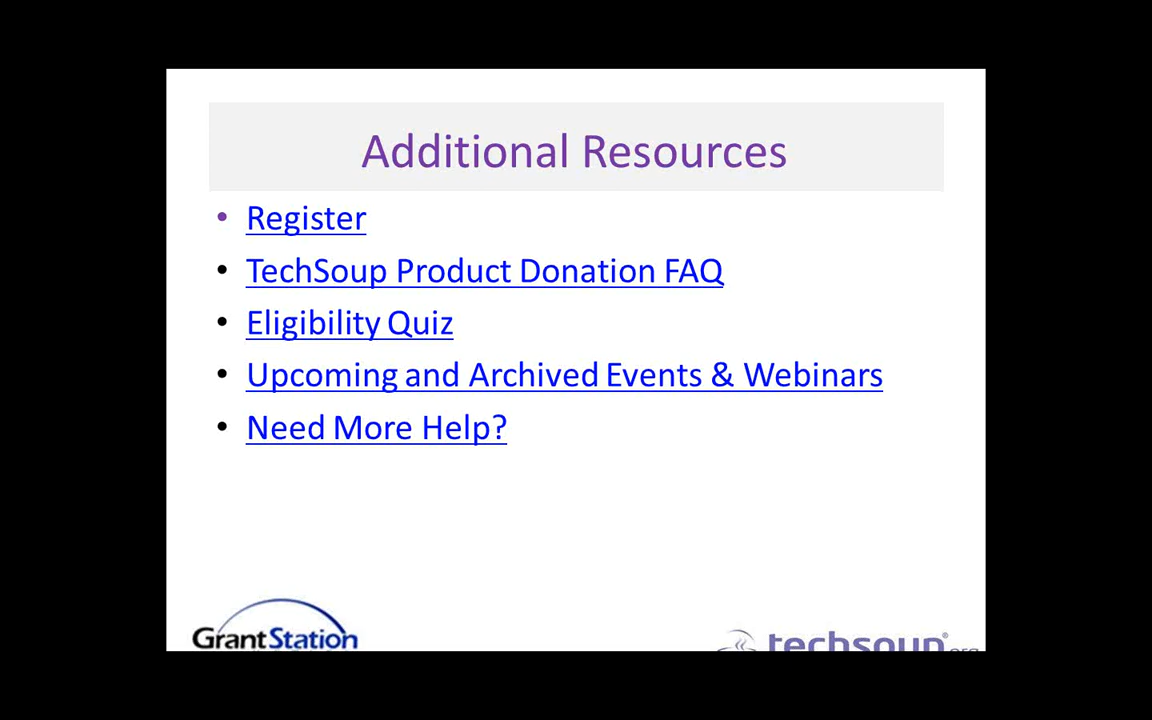 Additional Resources
• Register
• TechSoup Product Donation FAQ
• Eligibility Quiz
• Upcoming and Archived Events & Webinars
• Need More Help?
GrantStation
techsoup®.org